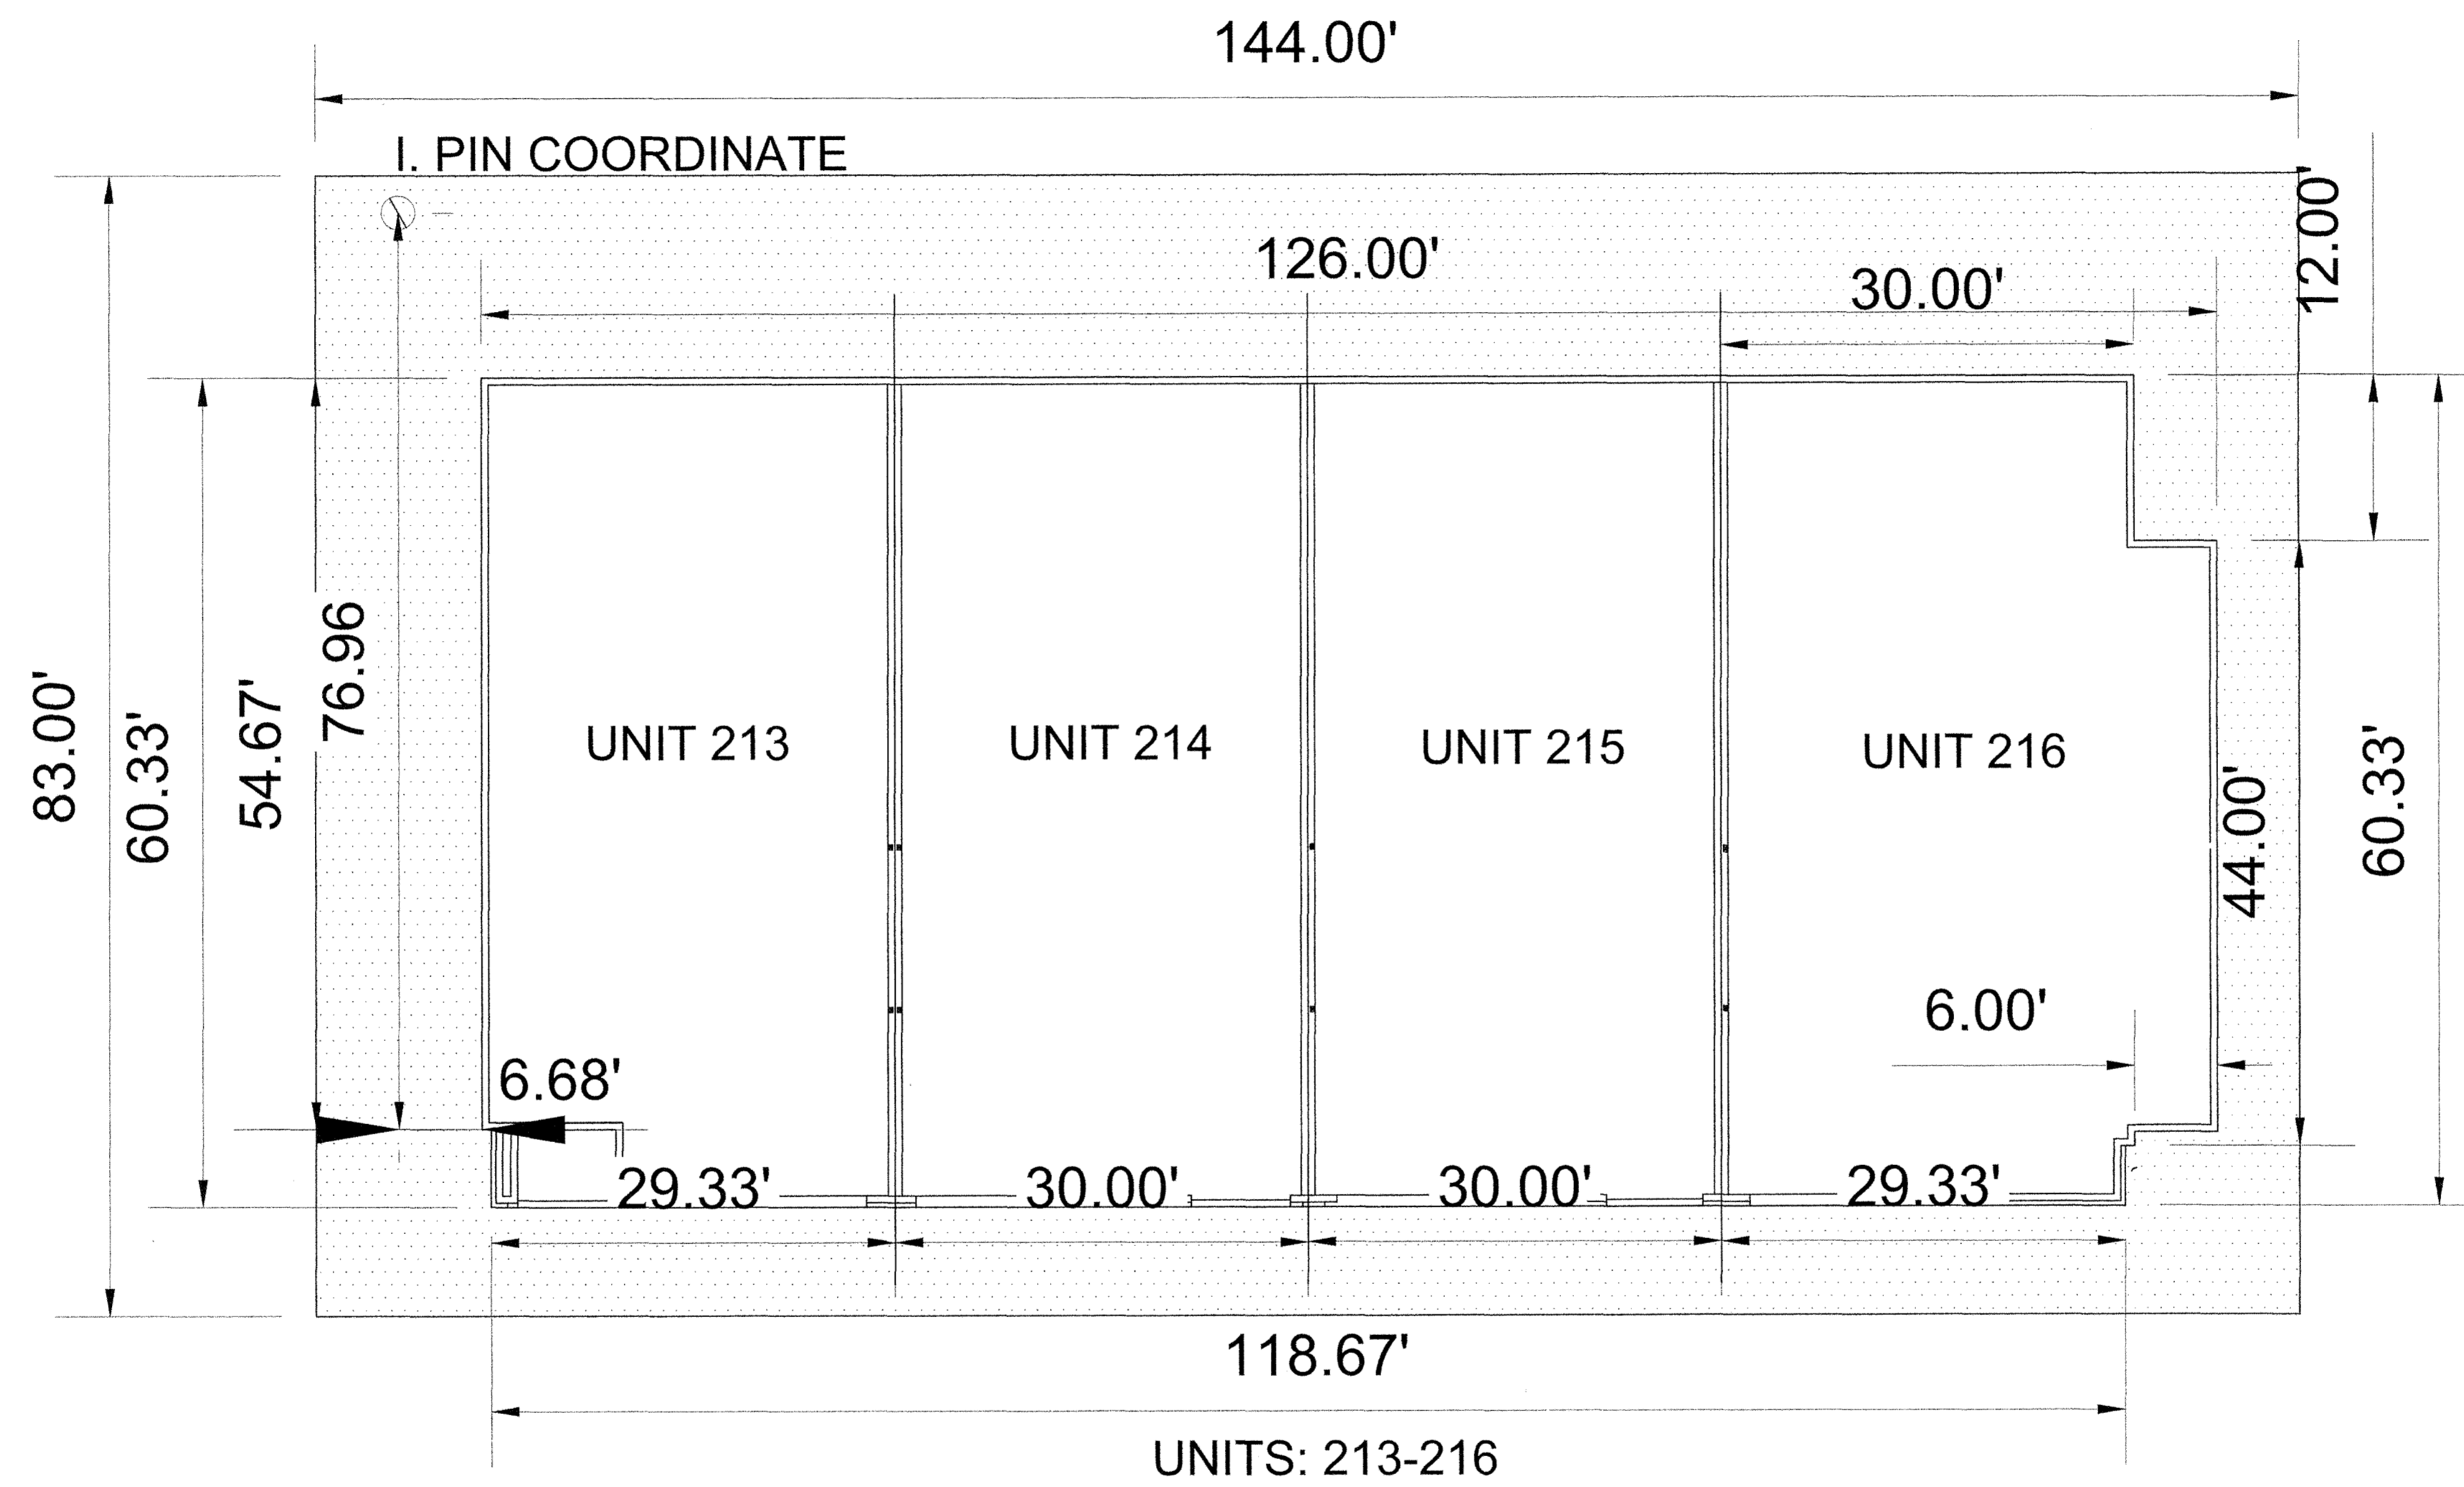 144.00'
I. PIN COORDINATE
12.00'
126.00'
30.00'
83.00'
60.33'
54.67'
76.96
UNIT 213
UNIT 214
UNIT 215
UNIT 216
44.00'
60.33'
6.00'
6.68'
29.33'
30.00'
30.00'
29.33'
118.67'
UNITS: 213-216